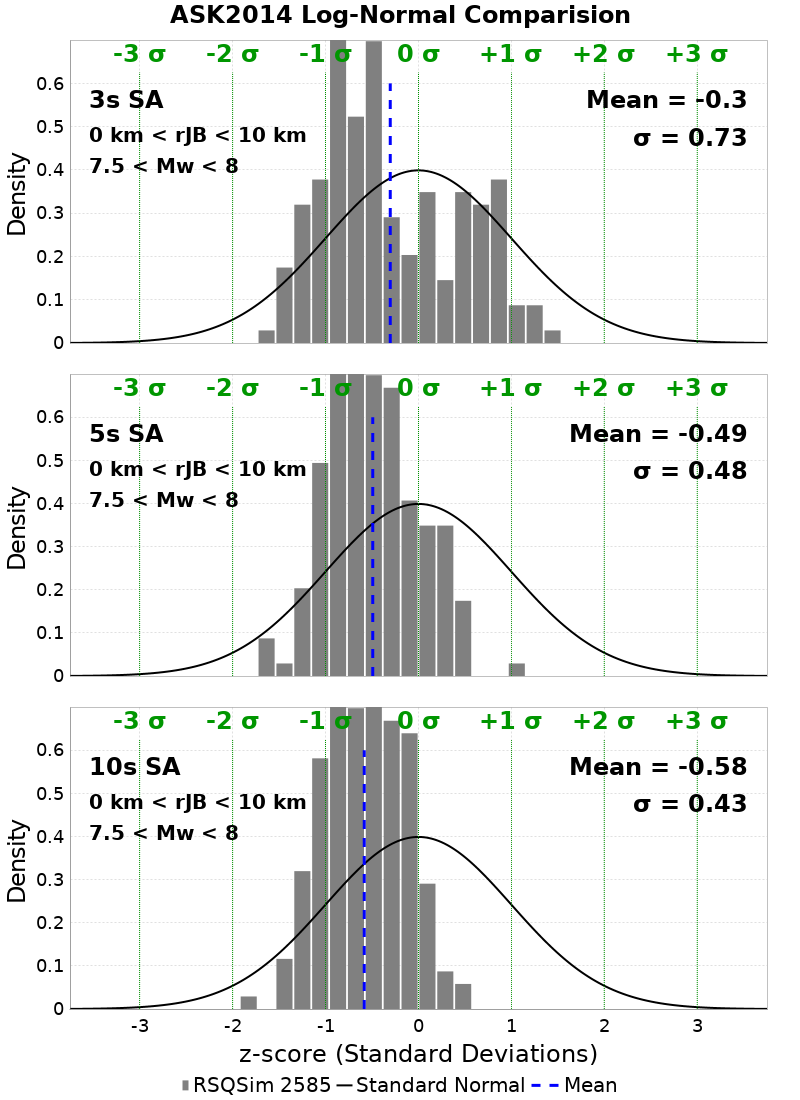 ASK2014 Log-Normal Comparision
-3 σ -2 σ -1 σ 0 σ +1 σ +2 σ +3 σ
3s SA
0 km < rJB < 10 km
7.5 < Mw < 8
Mean = -0.3
σ = 0.73
Density
0.6
0.5
0.4
0.3
0.2
0.1
0
-3 σ -2 σ -1 σ 0 σ +1 σ +2 σ +3 σ
5s SA
0 km < rJB < 10 km
7.5 < Mw < 8
Mean = -0.49
σ = 0.48
Density
0.6
0.5
0.4
0.3
0.2
0.1
0
-3 σ -2 σ -1 σ 0 σ +1 σ +2 σ +3 σ
10s SA
0 km < rJB < 10 km
7.5 < Mw < 8
Mean = -0.58
σ = 0.43
Density
0.6
0.5
0.4
0.3
0.2
0.1
0
-3 -2 -1 0 1 2 3
z-score (Standard Deviations)
RSQSim 2585 Standard Normal Mean